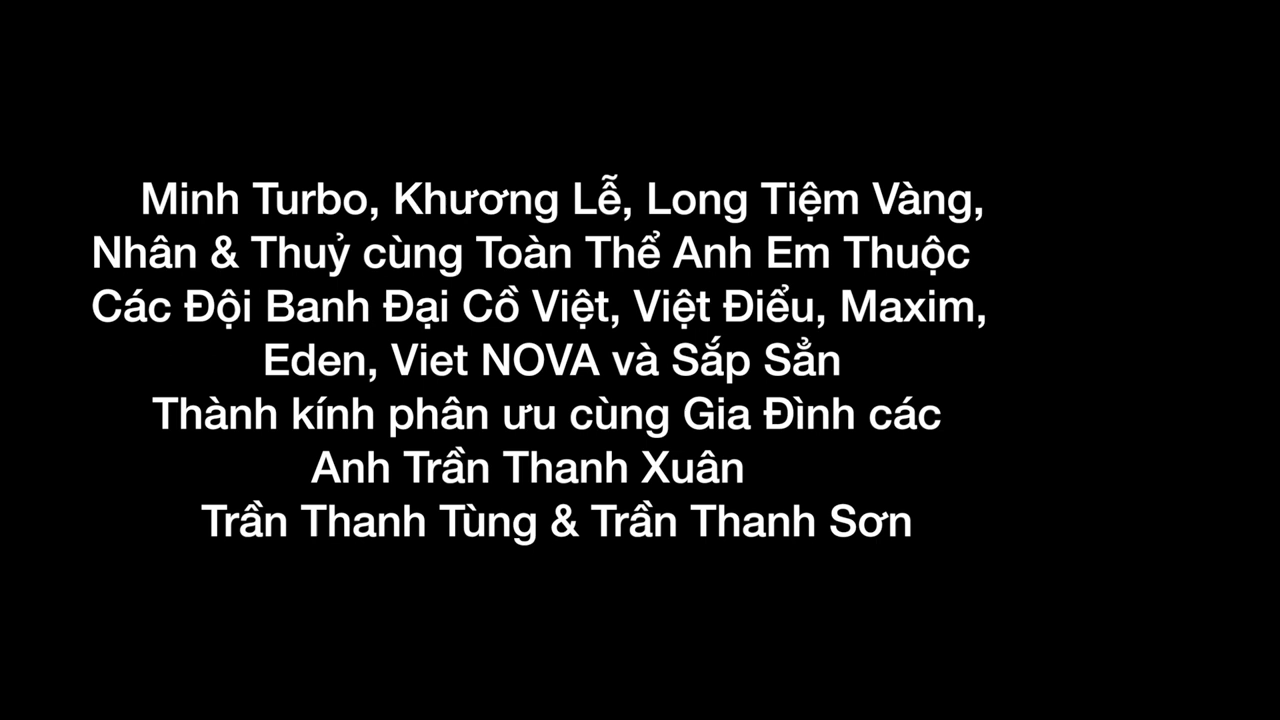 Minh Turbo, Khương Lễ, Long Tiệm Vàng,
Nhân & Thuỷ cùng Toàn Thể Anh Em Thuộc
Các Đội Banh Đại Cồ Việt, Việt Điểu, Maxim,
Eden, Viet NOVA và Sắp Sẳn
Thành kính phân ưu cùng Gia Đình các
Anh Trần Thanh Xuân
Trần Thanh Tùng & Trần Thanh Sơn